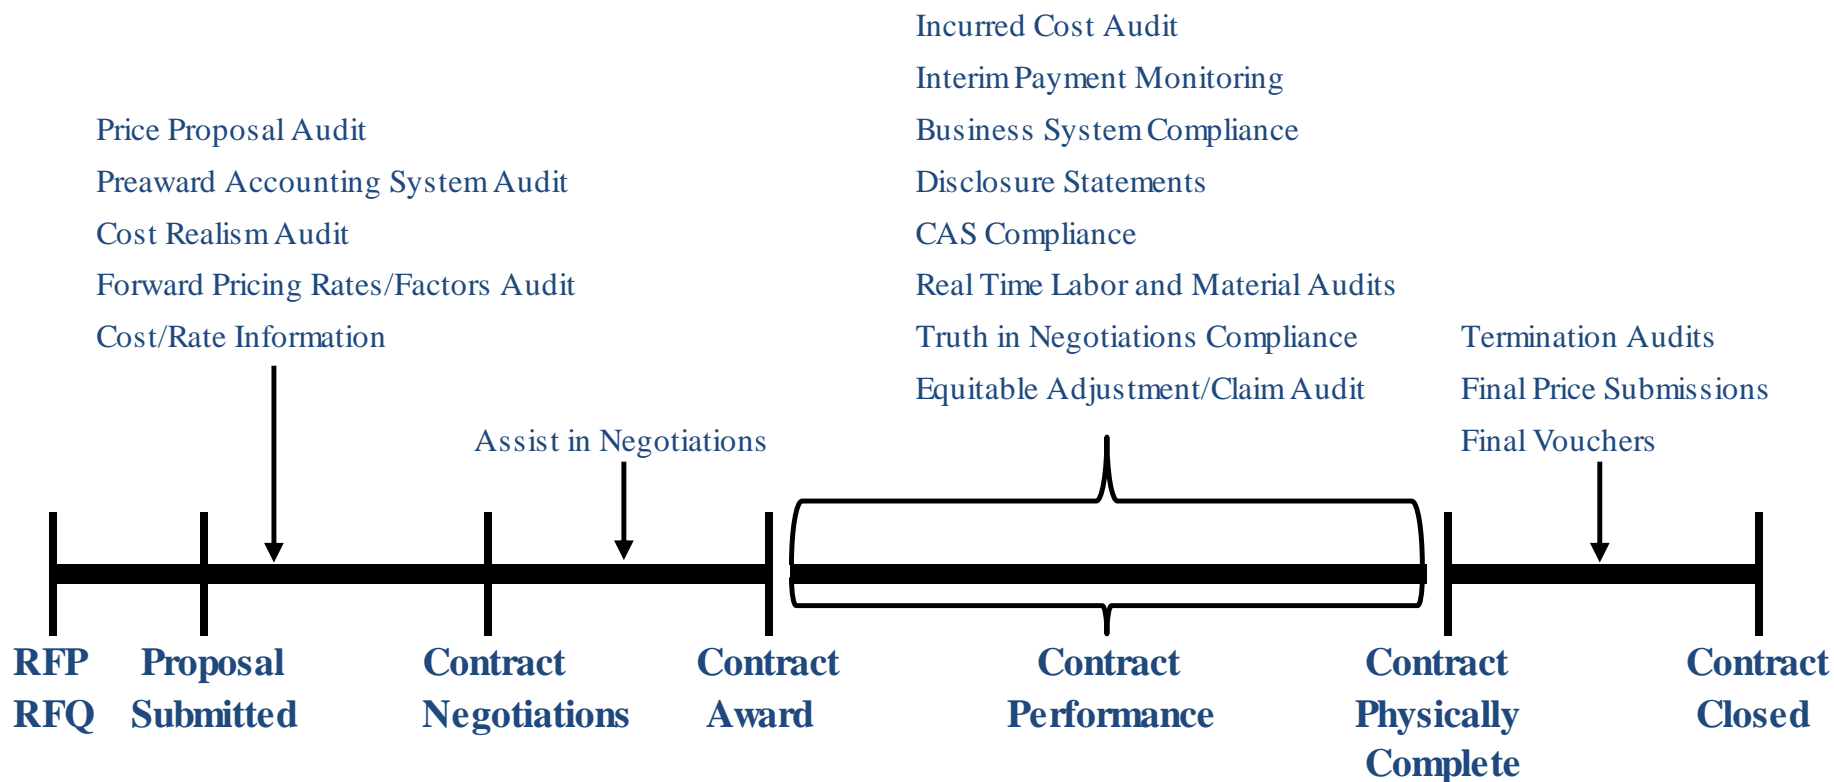 Incurred Cost Audit
Interim Payment Monitoring
Business System Compliance
Disclosure Statements
CAS Compliance
Real Time Labor and Material Audits
Truth in Negotiations Compliance
Equitable Adjustment/Claim Audit
Price Proposal Audit
Preaward Accounting System Audit
Cost Realism Audit
Forward Pricing Rates/Factors Audit
Cost/Rate Information
Assist in Negotiations
Termination Audits
Final Price Submissions
Final Vouchers
RFP
RFQ
Proposal
Submitted
Contract
Negotiations
Contract
Award
Contract
Performance
Contract
Physically
Complete
Contract
Closed